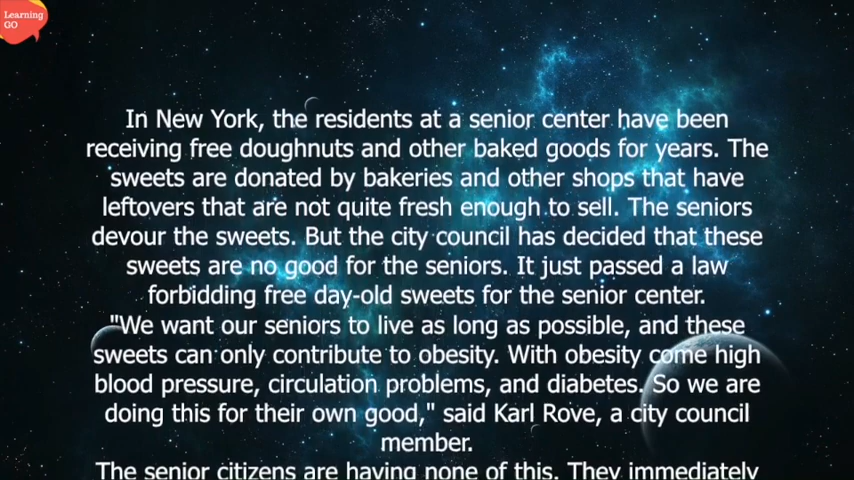 Learning
GO
In New York, the residents at a senior center have been
receiving free doughnuts and other baked goods for years. The
sweets are donated by bakeries and other shops that have
leftovers that are not quite fresh enough to sell. The seniors
devour the sweets. But the city council has decided that these
sweets are no good for the seniors. It just passed a law
forbidding free day-old sweets for the senior center.
"We want our seniors to live as long as possible, and these
sweets can only contribute to obesity. With obesity come high
blood pressure, circulation problems, and diabetes. So we are
doing this for their own good," said Karl Rove, a city council
member.
The senior citizens are having none of this. They immediately